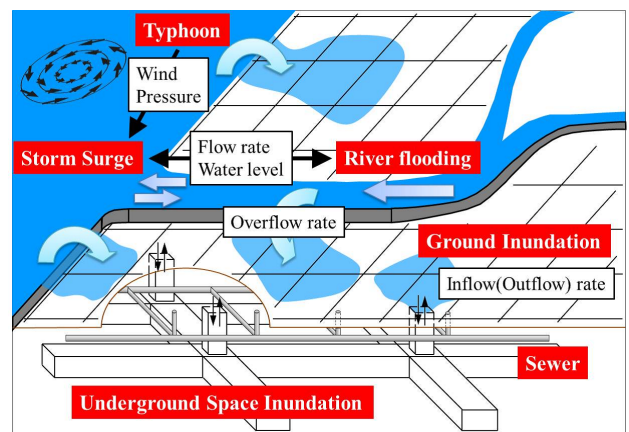 Typhoon
Wind
Pressure
Storm Surge
Flow rate
Water level
River flooding
Overflow rate
Ground Inundation
Inflow(Outflow) rate
Sewer
Underground Space Inundation